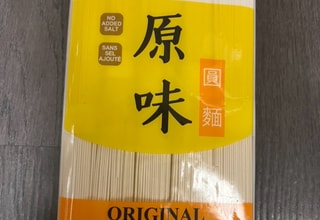 NO
ADDED
SALT
SANS
SEL
AJOUTÉ
原味
圓麵
ORIGINAL